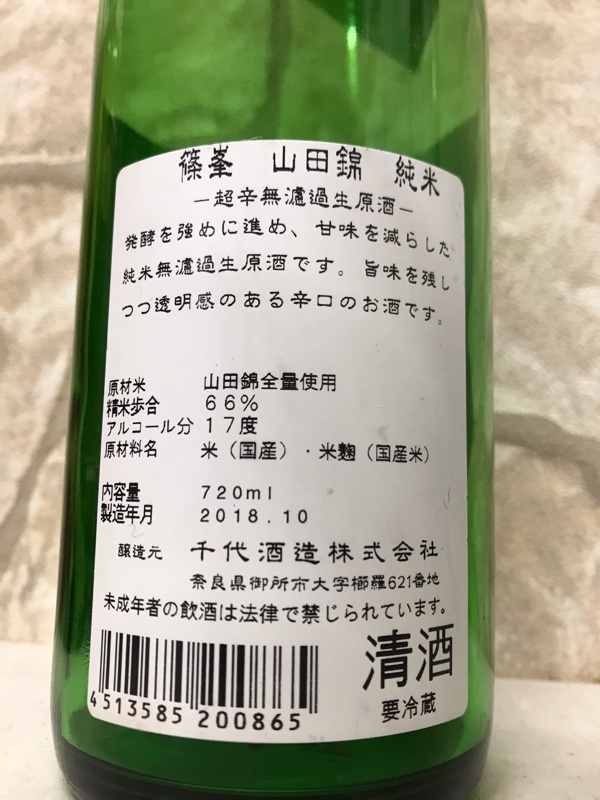 篠峯 山田錦 純米
－超辛無濾過生原酒－
発酵を強めに進め、甘味を減らした
純米無濾過生原酒です。旨味を残し
つつ透明感のある辛口のお酒です。
原材米 山田錦全量使用
精米歩合 66%
アルコール分 17度
原材料名 米（国産）・米麹（国産米）
内容量 720ml
製造年月 2018.10
醸造元 千代酒造株式会社
奈良県御所市大字櫛羅621番地
未成年者の飲酒は法律で禁じられています。
清酒
要冷蔵
4 513585 200865